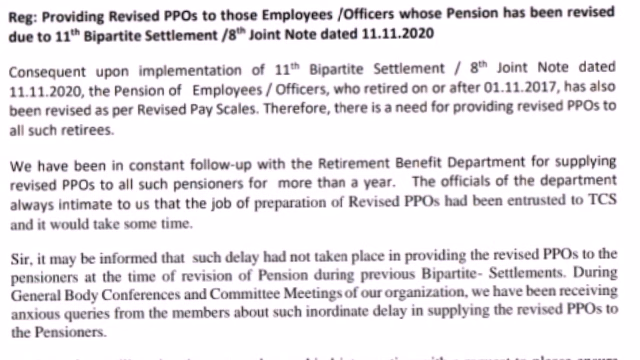 Reg: Providing Revised PPOs to those Employees /Officers whose Pension has been revised
due to 11th Bipartite Settlement /8th Joint Note dated 11.11.2020
Consequent upon implementation of 11th Bipartite Settlement / 8th Joint Note dated
11.11.2020, the Pension of Employees / Officers, who retired on or after 01.11.2017, has also
been revised as per Revised Pay Scales. Therefore, there is a need for providing revised PPOs to
all such retirees.
We have been in constant follow-up with the Retirement Benefit Department for supplying
revised PPOs to all such pensioners for more than a year. The officials of the department
always intimate to us that the job of preparation of Revised PPOs had been entrusted to TCS
and it would take some time.
Sir, it may be informed that such delay had not taken place in providing the revised PPOs to the
pensioners at the time of revision of Pension during previous Bipartite- Settlements. During
General Body Conferences and Committee Meetings of our organization, we have been receiving
anxious queries from the members about such inordinate delay in supplying the revised PPOs to
the Pensioners.